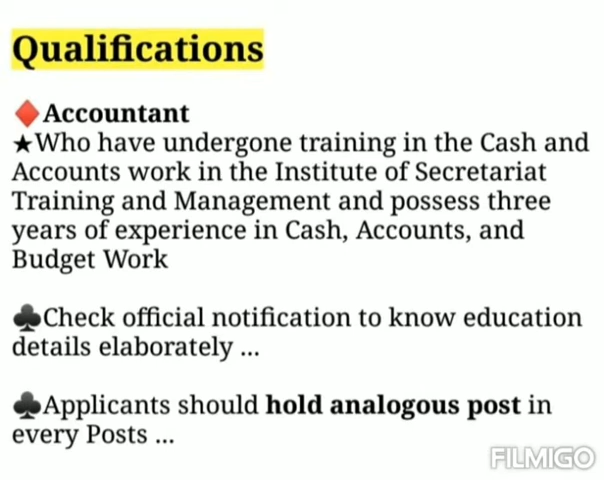 Qualifications
♦Accountant
★Who have undergone training in the Cash and
Accounts work in the Institute of Secretariat
Training and Management and possess three
years of experience in Cash, Accounts, and
Budget Work
♣Check official notification to know education
details elaborately ...
♣Applicants should hold analogous post in
every Posts ...
FILMIGO